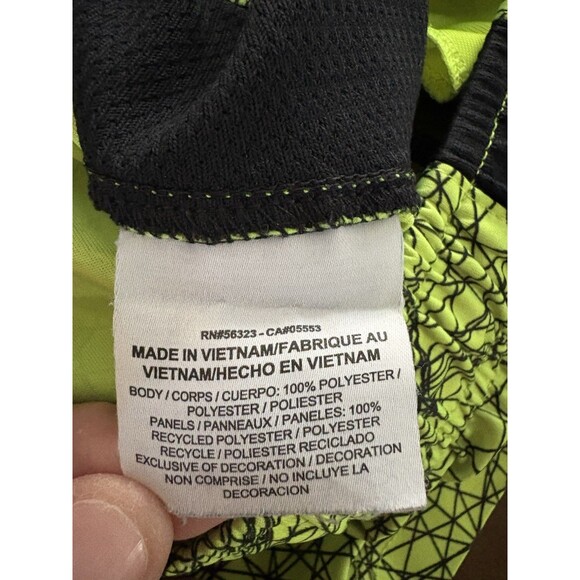 RN#56323 - CA#05553
MADE IN VIETNAM/FABRIQUE AU
VIETNAM/HECHO EN VIETNAM
BODY / CORPS / CUERPO: 100% POLYESTER /
POLYESTER / POLIESTER
PANELS / PANNEAUX / PANELES: 100%
RECYCLED POLYESTER / POLYESTER
RECYCLE / POLIESTER RECICLADO
EXCLUSIVE OF DECORATION / DECORATION
NON COMPRISE / NO INCLUYE LA
DECORACION